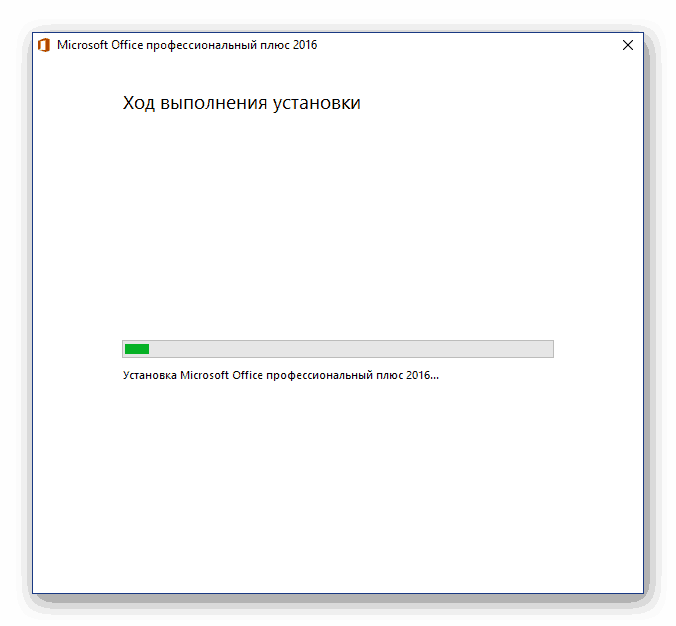 Microsoft Office профессиональный плюс 2016
Ход выполнения установки
Установка Microsoft Office профессиональный плюс 2016...